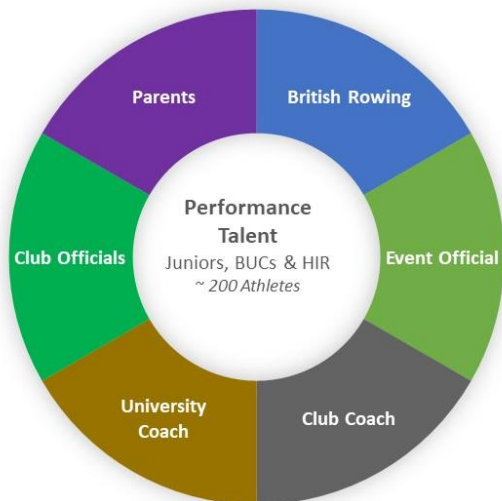 Parents
British Rowing
Performance
Talent
Juniors, BUCs & HIR
~ 200 Athletes
Club Officials
Event Official
University
Coach
Club Coach